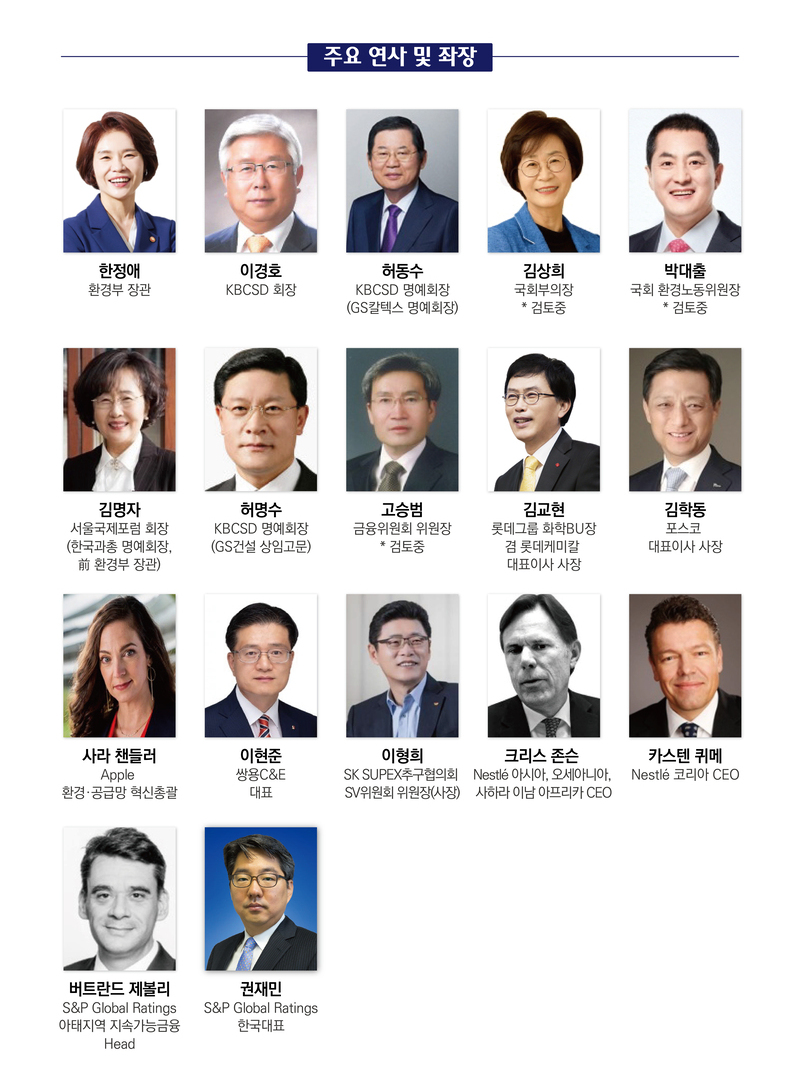 주요 연사 및 좌장
한정애
환경부 장관
이경호
KBCSD 회장
허동수
KBCSD 명예회장
(GS칼텍스 명예회장)
김상희
국회부의장
* 검토중
박대출
국회 환경노동위원장
* 검토중
김명자
서울국제포럼 회장
(한국과총 명예회장,
前 환경부 장관)
허명수
KBCSD 명예회장
(GS건설 상임고문)
고승범
금융위원회 위원장
* 검토중
김교현
롯데그룹 화학BU장
겸 롯데케미칼
대표이사 사장
김학동
포스코
대표이사 사장
사라 챈들러
Apple
환경·공급망 혁신총괄
이현준
쌍용C&E
대표
이형희
SK SUPEX추구협의회
SV위원회 위원장(사장)
크리스 존슨
Nestlé 아시아, 오세아니아,
사하라 이남 아프리카 CEO
카스텐 퀴메
Nestlé 코리아 CEO
버트란드 제볼리
S&P Global Ratings
아태지역 지속가능금융
Head
권재민
S&P Global Ratings
한국대표